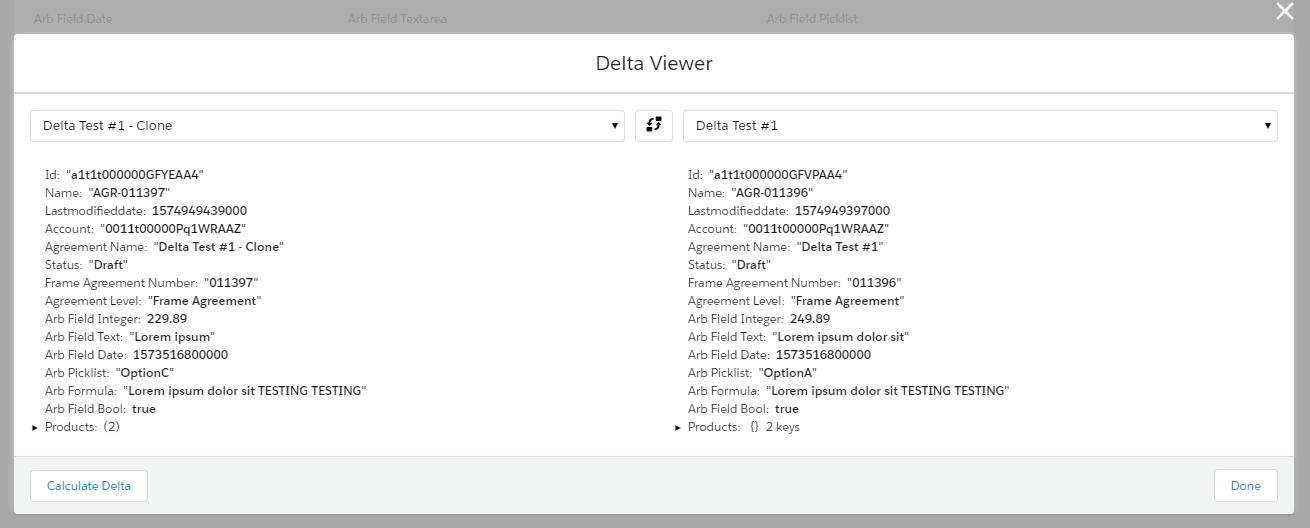 Arb Field Date Arb Field Textarea Arb Field Picklist
Delta Viewer
Delta Test #1 - Clone
Delta Test #1
Id: "a1t1t000000GFYEAA4"
Name: "AGR-011397"
Lastmodifieddate: 1574949439000
Account: "0011t00000Pq1WRAAZ"
Agreement Name: "Delta Test #1 - Clone"
Status: "Draft"
Frame Agreement Number: "011397"
Agreement Level: "Frame Agreement"
Arb Field Integer: 229.89
Arb Field Text: "Lorem ipsum"
Arb Field Date: 1573516800000
Arb Picklist: "OptionC"
Arb Formula: "Lorem ipsum dolor sit TESTING TESTING"
Arb Field Bool: true
Products: (2)
Id: "a1t1t000000GFVPAA4"
Name: "AGR-011396"
Lastmodifieddate: 1574949397000
Account: "0011t00000Pq1WRAAZ"
Agreement Name: "Delta Test #1"
Status: "Draft"
Frame Agreement Number: "011396"
Agreement Level: "Frame Agreement"
Arb Field Integer: 249.89
Arb Field Text: "Lorem ipsum dolor sit"
Arb Field Date: 1573516800000
Arb Picklist: "OptionA"
Arb Formula: "Lorem ipsum dolor sit TESTING TESTING"
Arb Field Bool: true
Products: {} 2 keys
Calculate Delta
Done